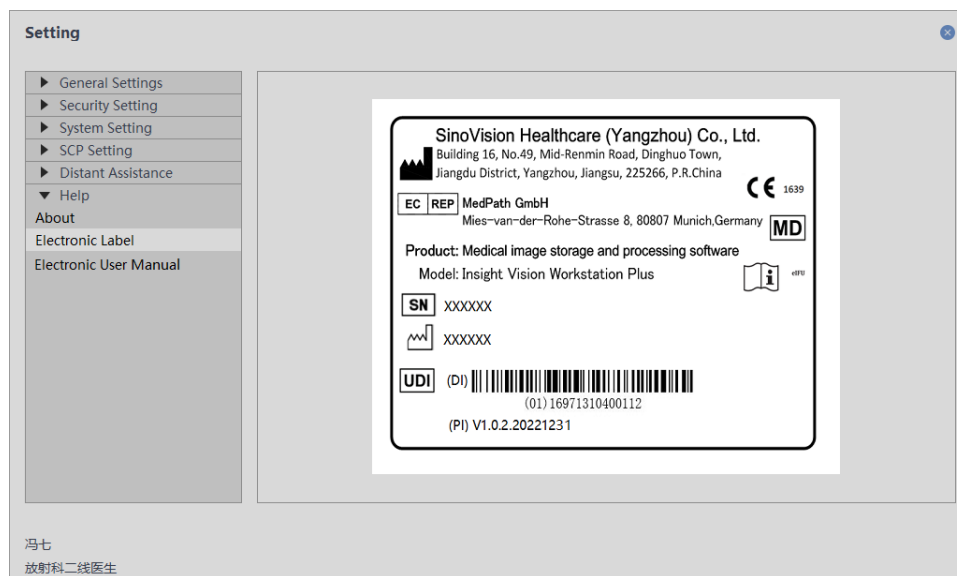 Setting
General Settings
Security Setting
System Setting
SCP Setting
Distant Assistance
Help
About
Electronic Label
Electronic User Manual
SinoVision Healthcare (Yangzhou) Co., Ltd.
Building 16, No.49, Mid-Renmin Road, Dinghuo Town,
Jiangdu District, Yangzhou, Jiangsu, 225266, P.R.China
CE 1639
EC REP MedPath GmbH
Mies-van-der-Rohe-Strasse 8, 80807 Munich,Germany
MD
Product: Medical image storage and processing software
Model: Insight Vision Workstation Plus
i eIFU
SN XXXXXX
XXXXXX
UDI (DI)
(01)16971310400112
(PI) V1.0.2.20221231
冯七
放射科二线医生